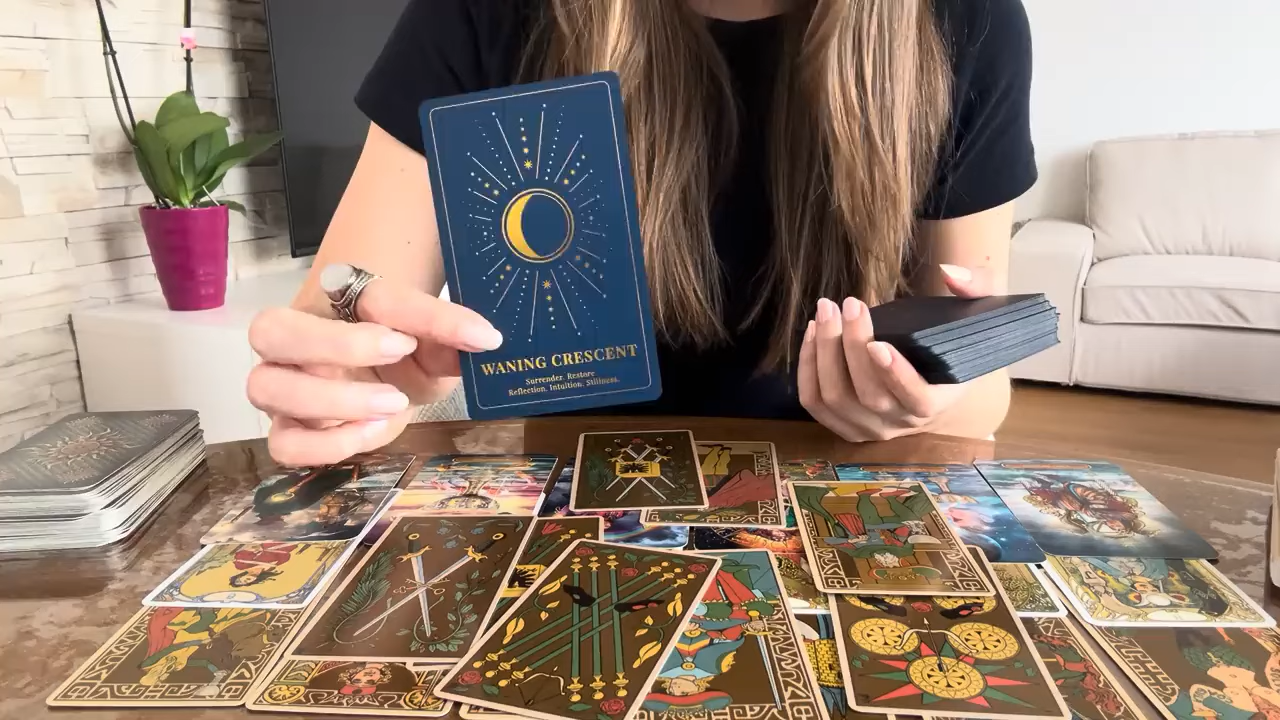 WANING CRESCENT
Surrender. Restore
Reflection. Intuition. Stillness.